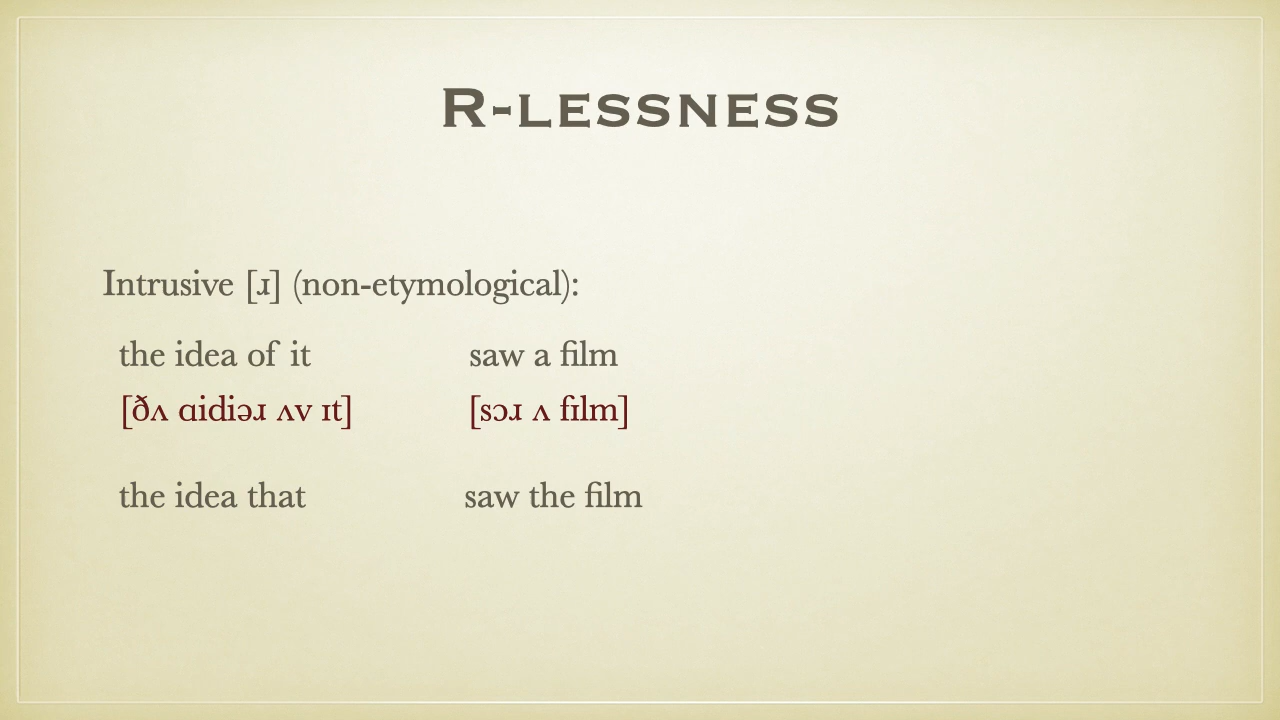 R-LESSNESS
Intrusive [ɹ] (non-etymological):
the idea of it saw a film
[ðʌ ɑidiəɹ ʌv ɪt] [sɔɹ ʌ fɪlm]
the idea that saw the film